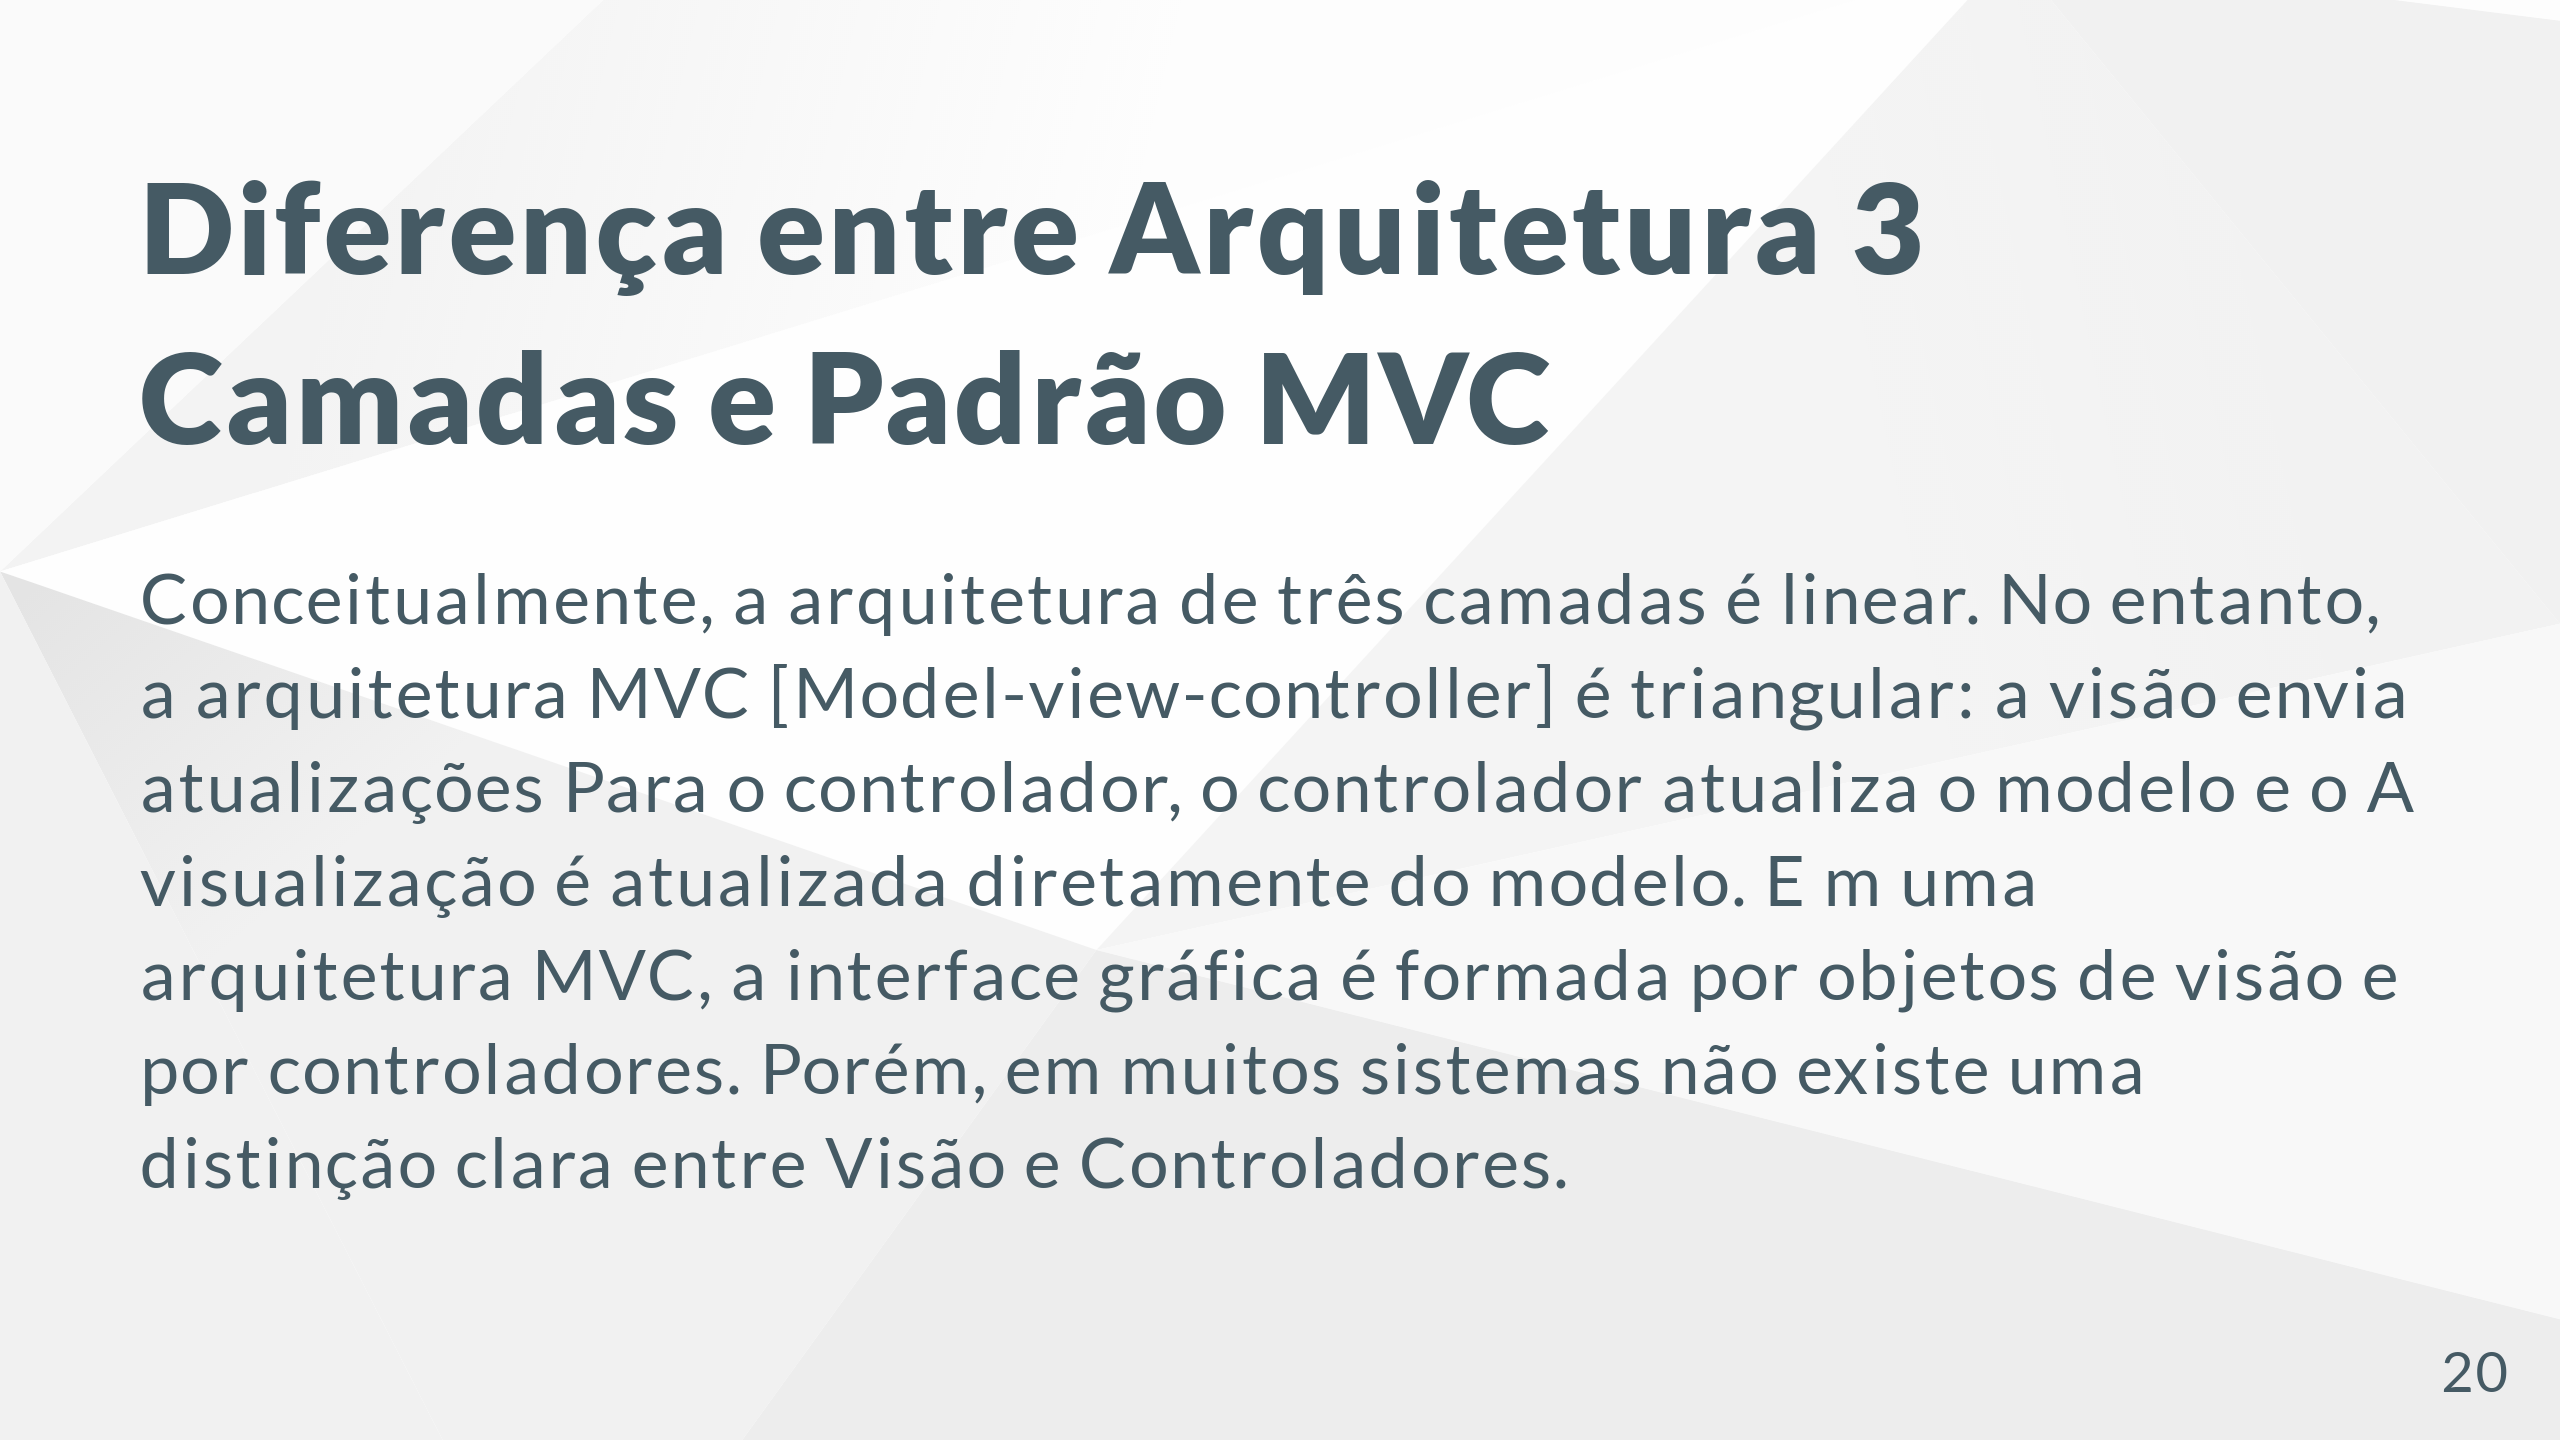 Diferença entre Arquitetura 3
Camadas e Padrão MVC
Conceitualmente, a arquitetura de três camadas é linear. No entanto,
a arquitetura MVC [Model-view-controller] é triangular: a visão envia
atualizações Para o controlador, o controlador atualiza o modelo e o A
visualização é atualizada diretamente do modelo. E m uma
arquitetura MVC, a interface gráfica é formada por objetos de visão e
por controladores. Porém, em muitos sistemas não existe uma
distinção clara entre Visão e Controladores.
20